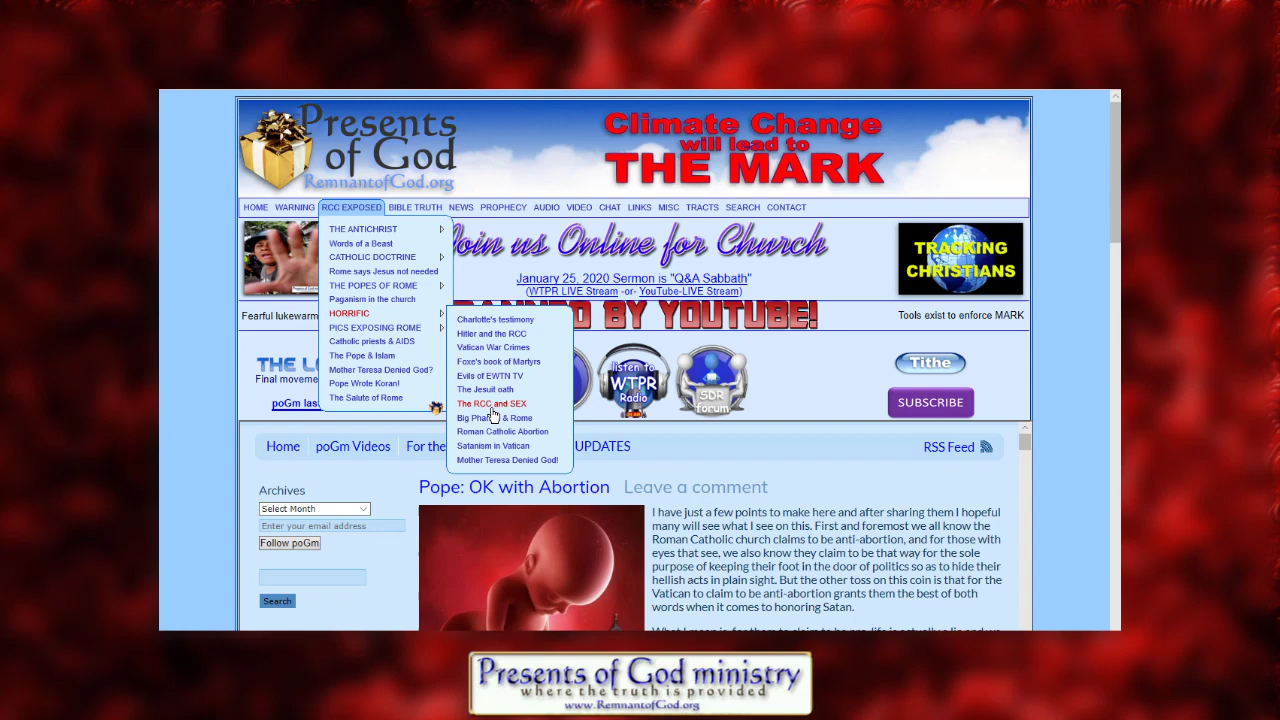 Presents
of God
RemnantofGod.org
Climate Change
will lead to
THE MARK
HOME WARNING RCC EXPOSED BIBLE TRUTH NEWS PROPHECY AUDIO VIDEO CHAT LINKS MISC TRACTS SEARCH CONTACT
THE ANTICHRIST
Words of a Beast
CATHOLIC DOCTRINE
Rome says Jesus not needed
THE POPES OF ROME
Paganism in the church
HORRIFIC
PICS EXPOSING ROME
Catholic priests & AIDS
The Pope & Islam
Mother Teresa Denied God?
Pope Wrote Koran!
The Salute of Rome
Charlotte's testimony
Hitler and the RCC
Vatican War Crimes
Foxe's book of Martyrs
Evils of EWTN TV
The Jesuit oath
The RCC and SEX
Big & Rome
Roman Catholic Abortion
Satanism in Vatican
Mother Teresa Denied God!
Join us Online for Church
January 25, 2020 Sermon is "Q&A Sabbath"
(WTPR LIVE Stream -or- YouTube-LIVE Stream)
BY YOUTUBE!
TRACKING
CHRISTIANS
Fearful lukewarm
Tools exist to enforce MARK
THE
Final
poGm
listen to
WTPR
Radio
SDR
forum
Tithe
SUBSCRIBE
Home poGm Videos For the UPDATES RSS Feed
Archives
Select Month
Enter your email address
Follow poGm
Search
Pope: OK with Abortion Leave a comment
I have just a few points to make here and after sharing them I hopeful
many will see what I see on this. First and foremost we all know the
Roman Catholic church claims to be anti-abortion, and for those with
eyes that see, we also know they claim to be that way for the sole
purpose of keeping their foot in the door of politics so as to hide their
hellish acts in plain sight. But the other toss on this coin is that for the
Vatican to claim to be anti-abortion grants them the best of both
words when it comes to honoring Satan.
Presents of God ministry
where the truth is provided
www.RemnantofGod.org